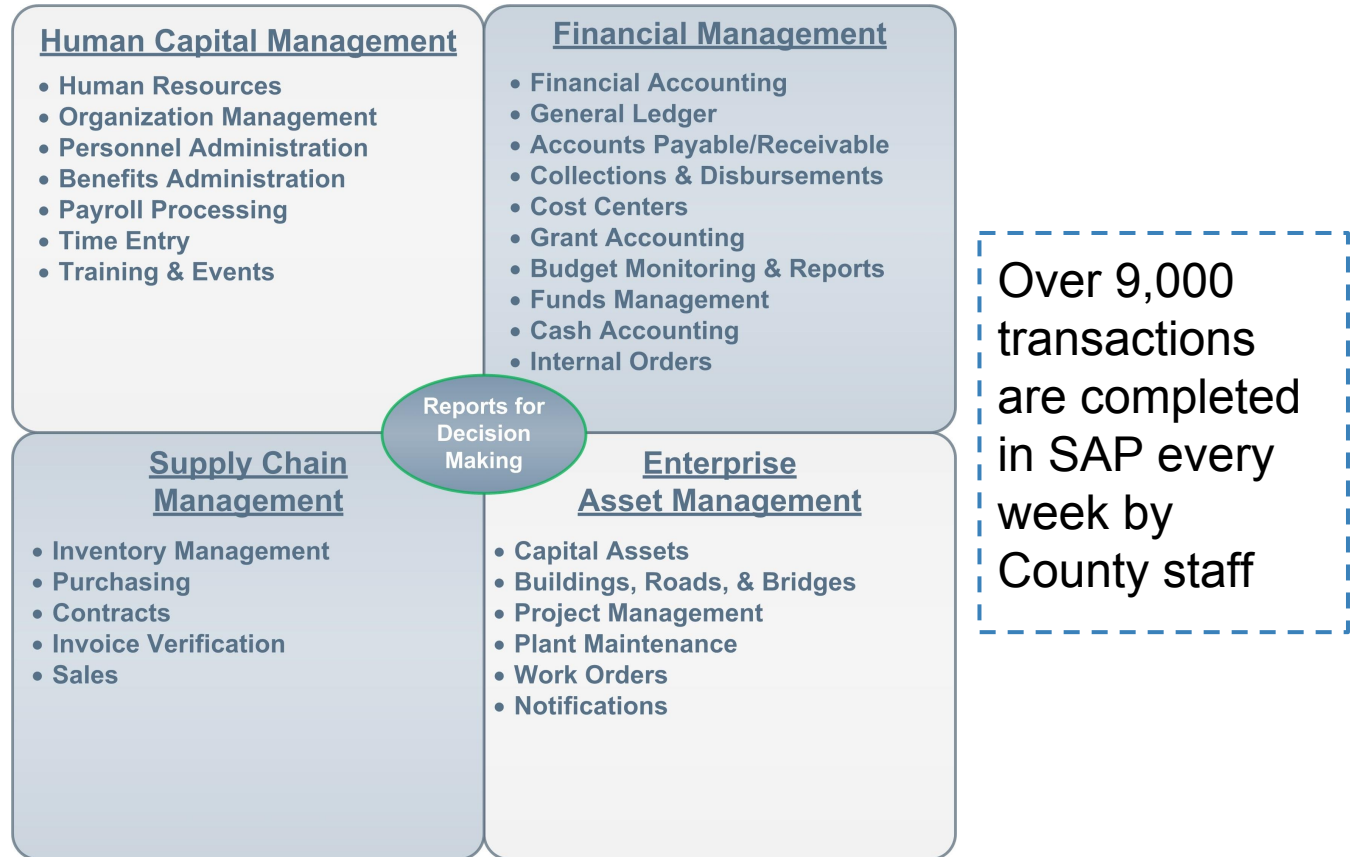 Human Capital Management
• Human Resources
• Organization Management
• Personnel Administration
• Benefits Administration
• Payroll Processing
• Time Entry
• Training & Events
Financial Management
• Financial Accounting
• General Ledger
• Accounts Payable/Receivable
• Collections & Disbursements
• Cost Centers
• Grant Accounting
• Budget Monitoring & Reports
• Funds Management
• Cash Accounting
• Internal Orders
Reports for
Decision
Making
Supply Chain
Management
• Inventory Management
• Purchasing
• Contracts
• Invoice Verification
• Sales
Enterprise
Asset Management
• Capital Assets
• Buildings, Roads, & Bridges
• Project Management
• Plant Maintenance
• Work Orders
• Notifications
Over 9,000
transactions
are completed
in SAP every
week by
County staff